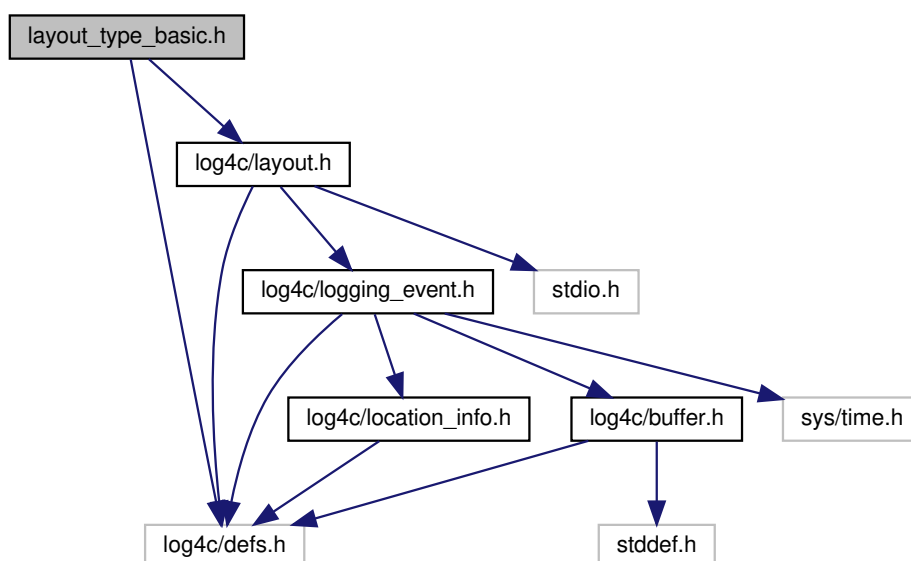 layout_type_basic.h
log4c/layout.h
log4c/logging_event.h
stdio.h
log4c/location_info.h
log4c/buffer.h
sys/time.h
log4c/defs.h
stddef.h